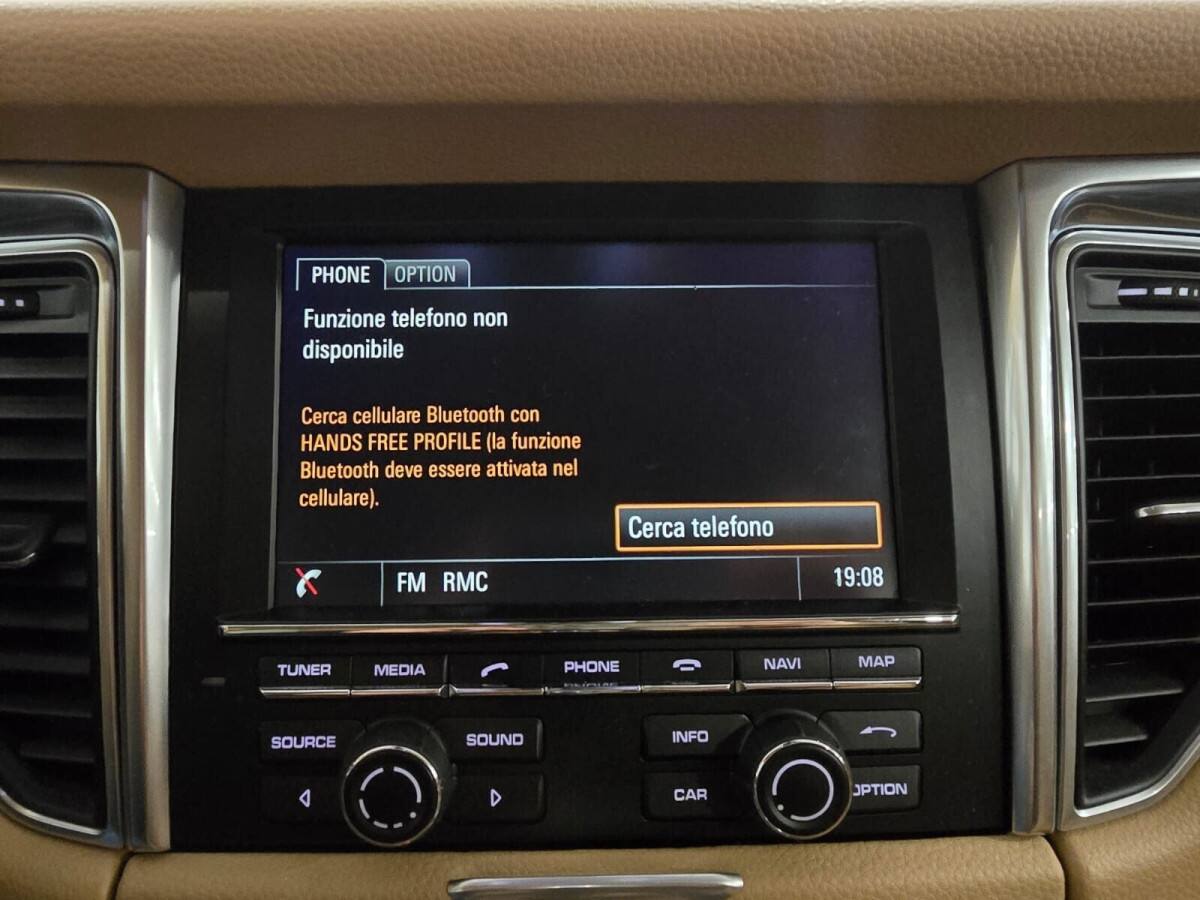 PHONE OPTION
Funzione telefono non
disponibile
Cerca cellulare Bluetooth con
HANDS FREE PROFILE (la funzione
Bluetooth deve essere attivata nel
cellulare).
Cerca telefono
FM RMC 19:08
TUNER MEDIA PHONE NAVI MAP
SOURCE SOUND INFO
CAR OPTION